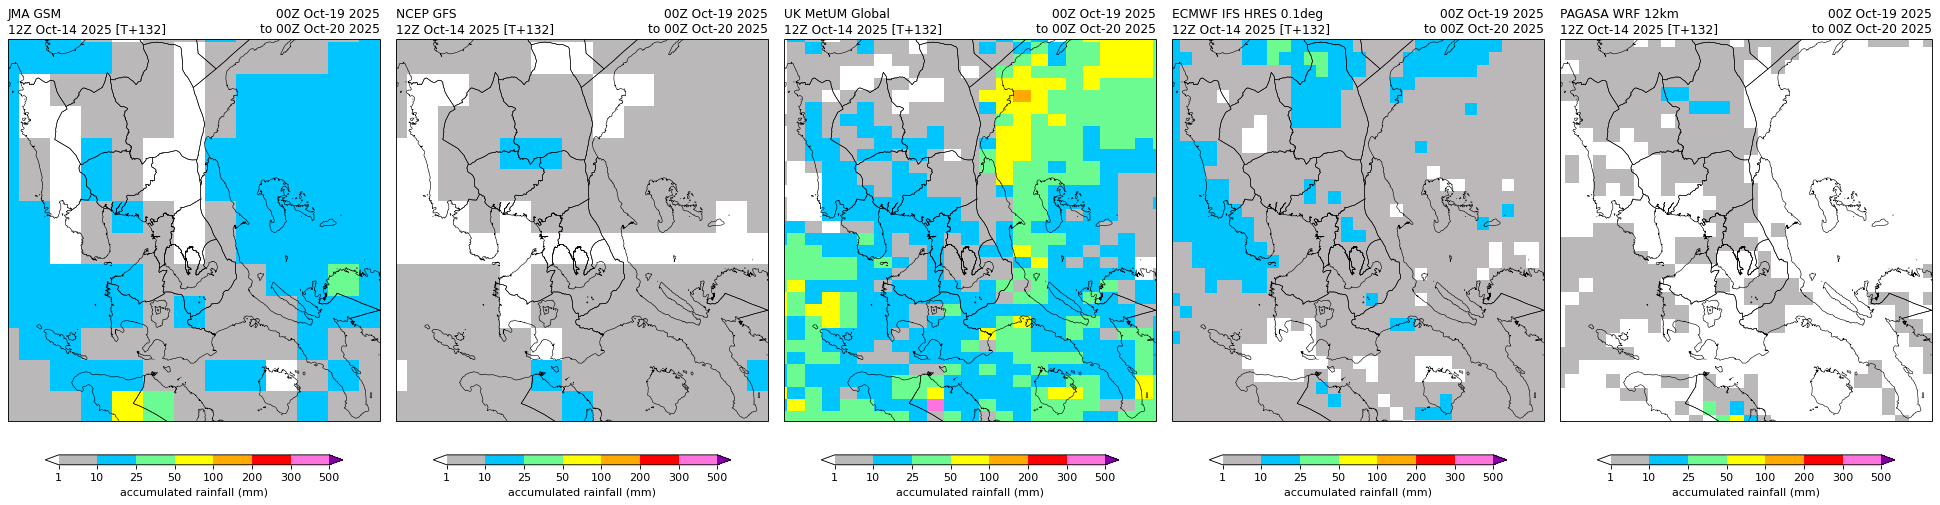 JMA GSM 00Z Oct-19 2025
12Z Oct-14 2025 [T+132] to 00Z Oct-20 2025
1 10 25 50 100 200 300 500
accumulated rainfall (mm)
NCEP GFS 00Z Oct-19 2025
12Z Oct-14 2025 [T+132] to 00Z Oct-20 2025
1 10 25 50 100 200 300 500
accumulated rainfall (mm)
UK MetUM Global 00Z Oct-19 2025
12Z Oct-14 2025 [T+132] to 00Z Oct-20 2025
1 10 25 50 100 200 300 500
accumulated rainfall (mm)
ECMWF IFS HRES 0.1deg 00Z Oct-19 2025
12Z Oct-14 2025 [T+132] to 00Z Oct-20 2025
1 10 25 50 100 200 300 500
accumulated rainfall (mm)
PAGASA WRF 12km 00Z Oct-19 2025
12Z Oct-14 2025 [T+132] to 00Z Oct-20 2025
1 10 25 50 100 200 300 500
accumulated rainfall (mm)